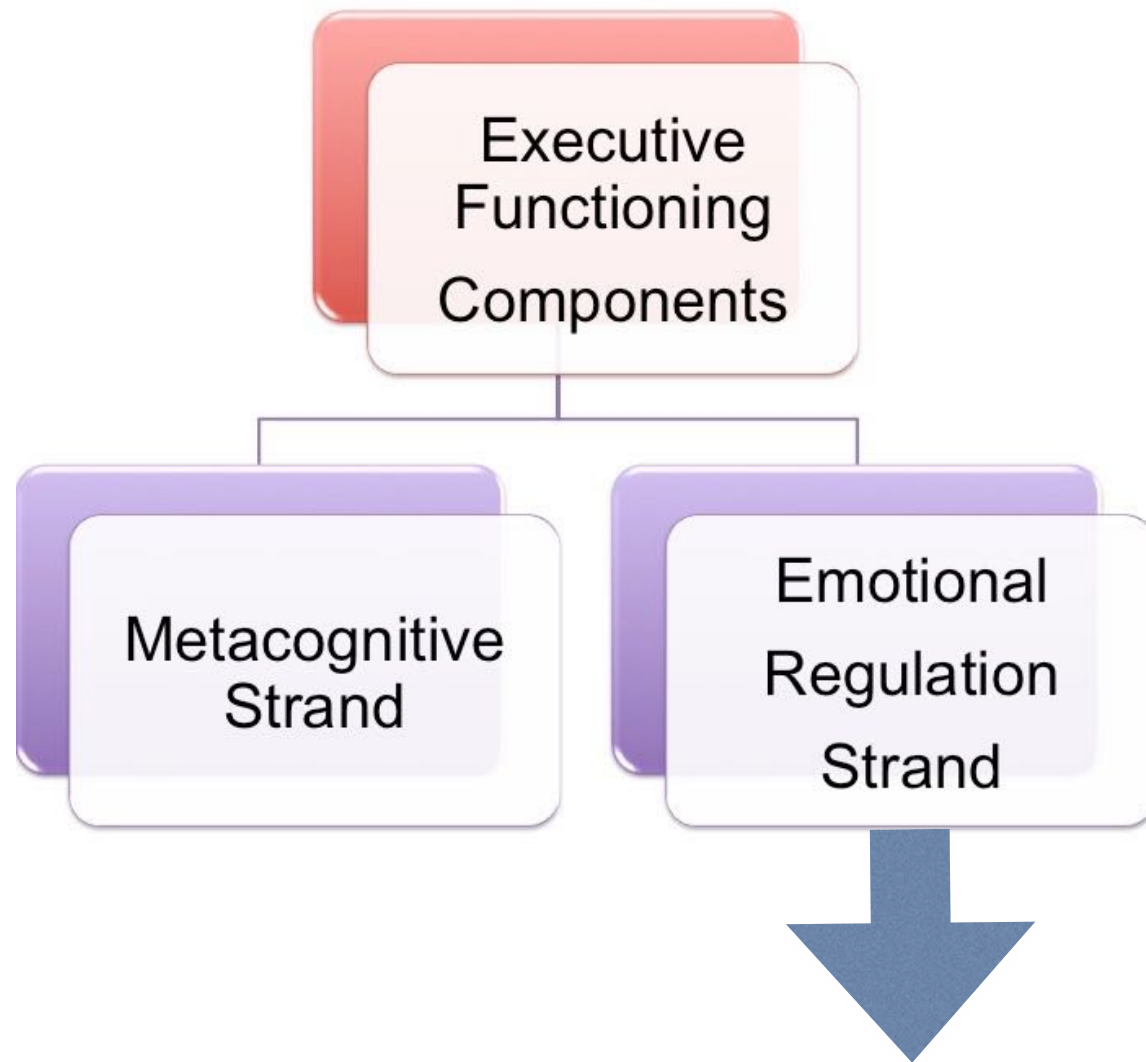 Executive
Functioning
Components
Metacognitive
Strand
Emotional
Regulation
Strand